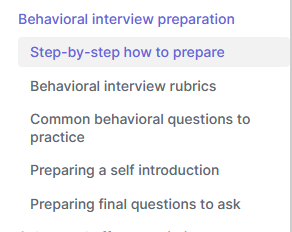 Behavioral interview preparation
Step-by-step how to prepare
Behavioral interview rubrics
Common behavioral questions to
practice
Preparing a self introduction
Preparing final questions to ask